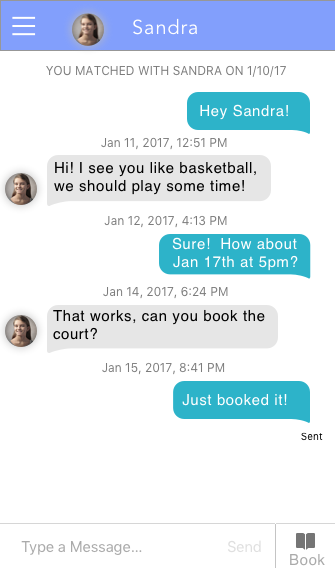 Sandra
YOU MATCHED WITH SANDRA ON 1/10/17
Hey Sandra!
Jan 11, 2017, 12:51 PM
Hi! I see you like basketball,
we should play some time!
Jan 12, 2017, 4:13 PM
Sure!  How about
Jan 17th at 5pm?
Jan 14, 2017, 6:24 PM
That works, can you book the
court?
Jan 15, 2017, 8:41 PM
Just booked it!
Sent
Type a Message... Send
Book